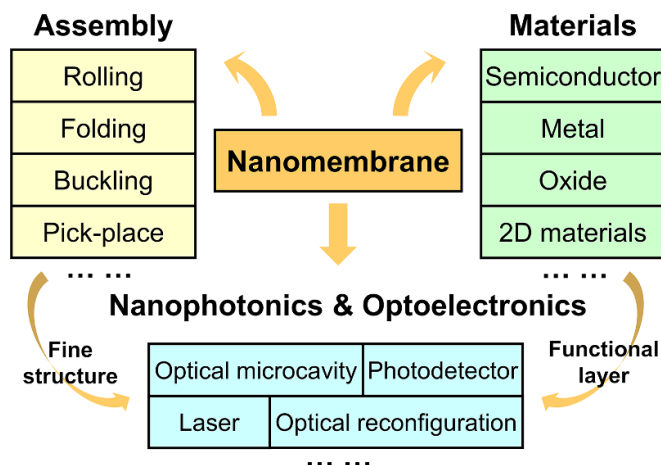 Assembly
Rolling
Folding
Buckling
Pick-place
... ...
Materials
Semiconductor
Metal
Oxide
2D materials
... ...
Nanomembrane
Nanophotonics & Optoelectronics
Fine
structure
Functional
layer
Optical microcavity
Photodetector
Laser
Optical reconfiguration
... ...